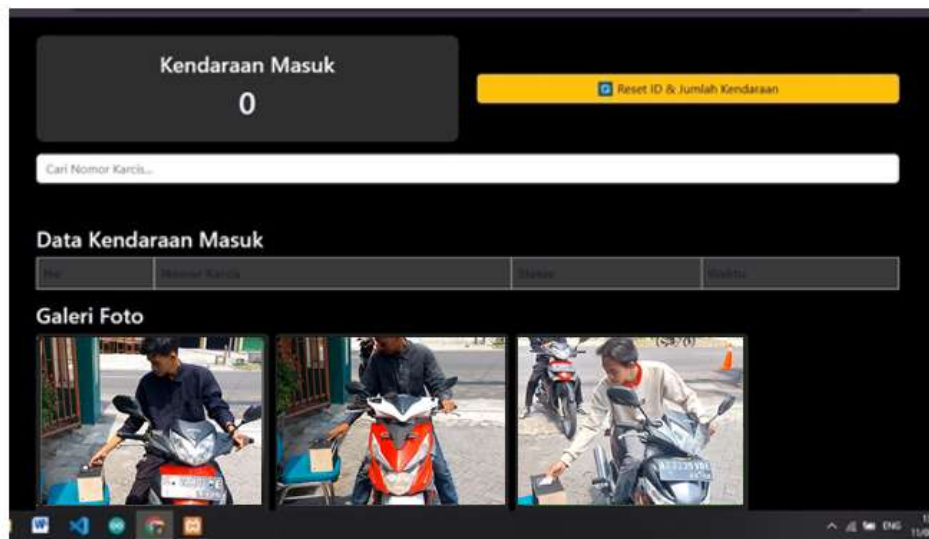 Kendaraan Masuk
0
Reset ID & Jumlah Kendaraan
Cari Nomor Karcis...
Data Kendaraan Masuk
No Nomor Karcis Status Waktu
Galeri Foto
ENG